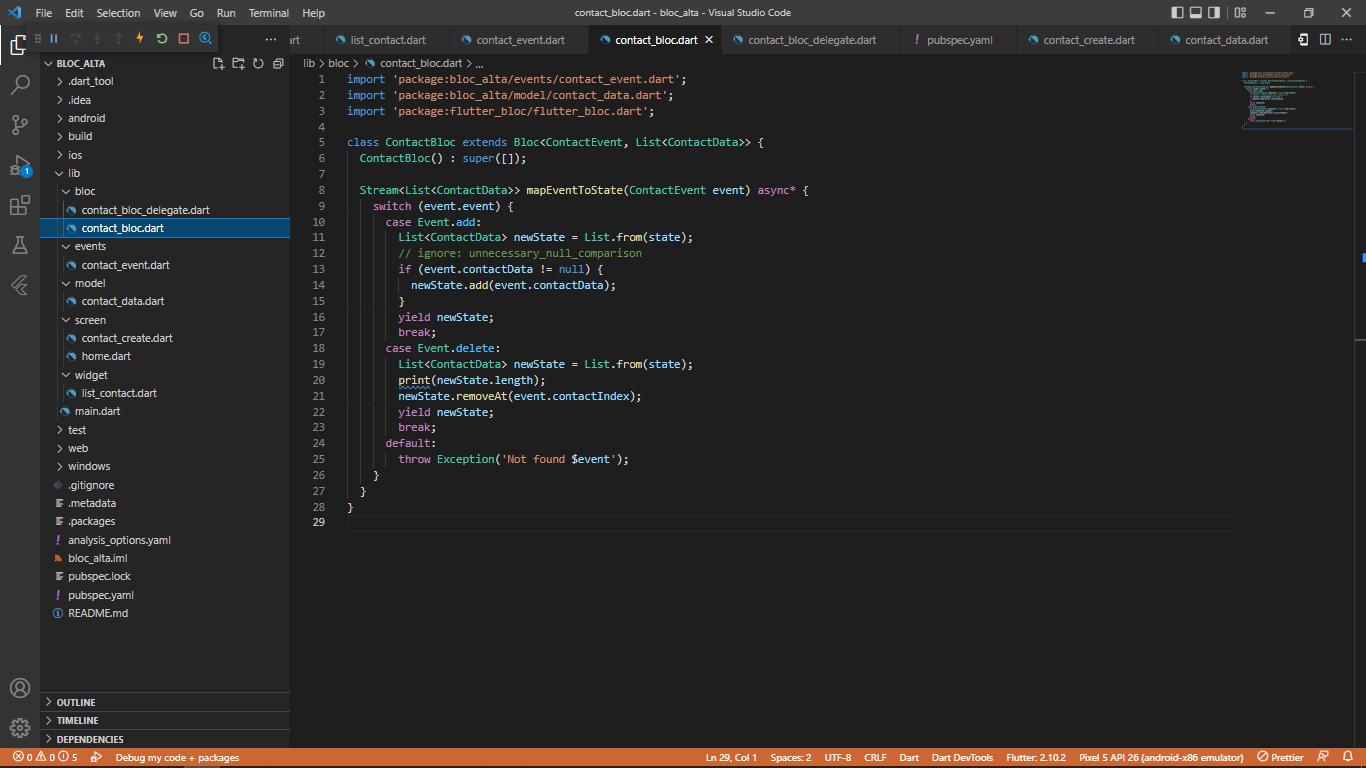 File Edit Selection View Go Run Terminal Help
contact_bloc.dart - bloc_alta - Visual Studio Code
art list_contact.dart contact_event.dart contact_bloc.dart contact_bloc_delegate.dart pubspec.yaml contact_create.dart contact_data.dart
lib > bloc > contact_bloc.dart > ...
BLOC_ALTA
.dart_tool
.idea
android
build
ios
lib
bloc
contact_bloc_delegate.dart
contact_bloc.dart
events
contact_event.dart
model
contact_data.dart
screen
contact_create.dart
home.dart
widget
list_contact.dart
main.dart
test
web
windows
.gitignore
.metadata
.packages
analysis_options.yaml
bloc_alta.iml
pubspec.lock
pubspec.yaml
README.md
OUTLINE
TIMELINE
DEPENDENCIES
1
1 import 'package:bloc_alta/events/contact_event.dart';
2 import 'package:bloc_alta/model/contact_data.dart';
3 import 'package:flutter_bloc/flutter_bloc.dart';
4
5 class ContactBloc extends Bloc<ContactEvent, List<ContactData>> {
6 ContactBloc() : super([]);
7
8 Stream<List<ContactData>> mapEventToState(ContactEvent event) async* {
9 switch (event.event) {
10 case Event.add:
11 List<ContactData> newState = List.from(state);
12 // ignore: unnecessary_null_comparison
13 if (event.contactData != null) {
14 newState.add(event.contactData);
15 }
16 yield newState;
17 break;
18 case Event.delete:
19 List<ContactData> newState = List.from(state);
20 print(newState.length);
21 newState.removeAt(event.contactIndex);
22 yield newState;
23 break;
24 default:
25 throw Exception('Not found $event');
26 }
27 }
28 }
29
0 0 5 Debug my code + packages Ln 29, Col 1 Spaces: 2 UTF-8 CRLF Dart Dart DevTools Flutter: 2.10.2 Pixel 5 API 26 (android-x86 emulator) Prettier